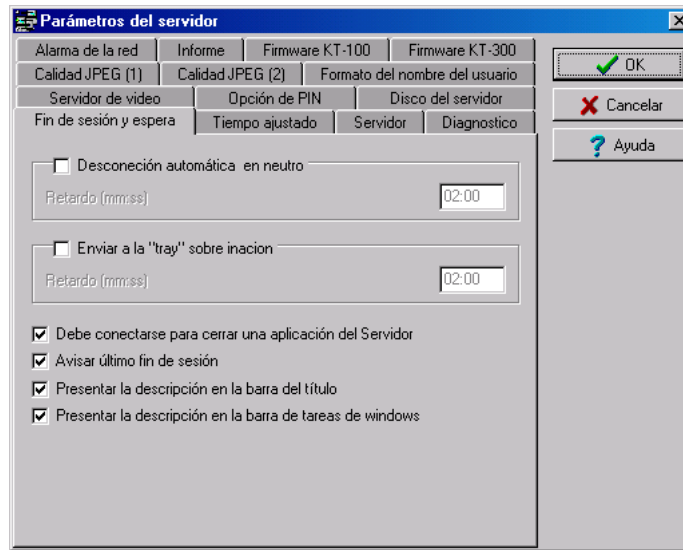 Parámetros del servidor
Alarma de la red
Informe
Firmware KT-100
Firmware KT-300
Calidad JPEG (1)
Calidad JPEG (2)
Formato del nombre del usuario
Servidor de video
Opción de PIN
Disco del servidor
Fin de sesión y espera
Tiempo ajustado
Servidor
Diagnostico
Desconeción automática en neutro
Retardo (mm:ss)
02:00
Enviar a la "tray" sobre inacion
Retardo (mm:ss)
02:00
Debe conectarse para cerrar una aplicación del Servidor
Avisar último fin de sesión
Presentar la descripción en la barra del título
Presentar la descripción en la barra de tareas de windows
OK
Cancelar
Ayuda